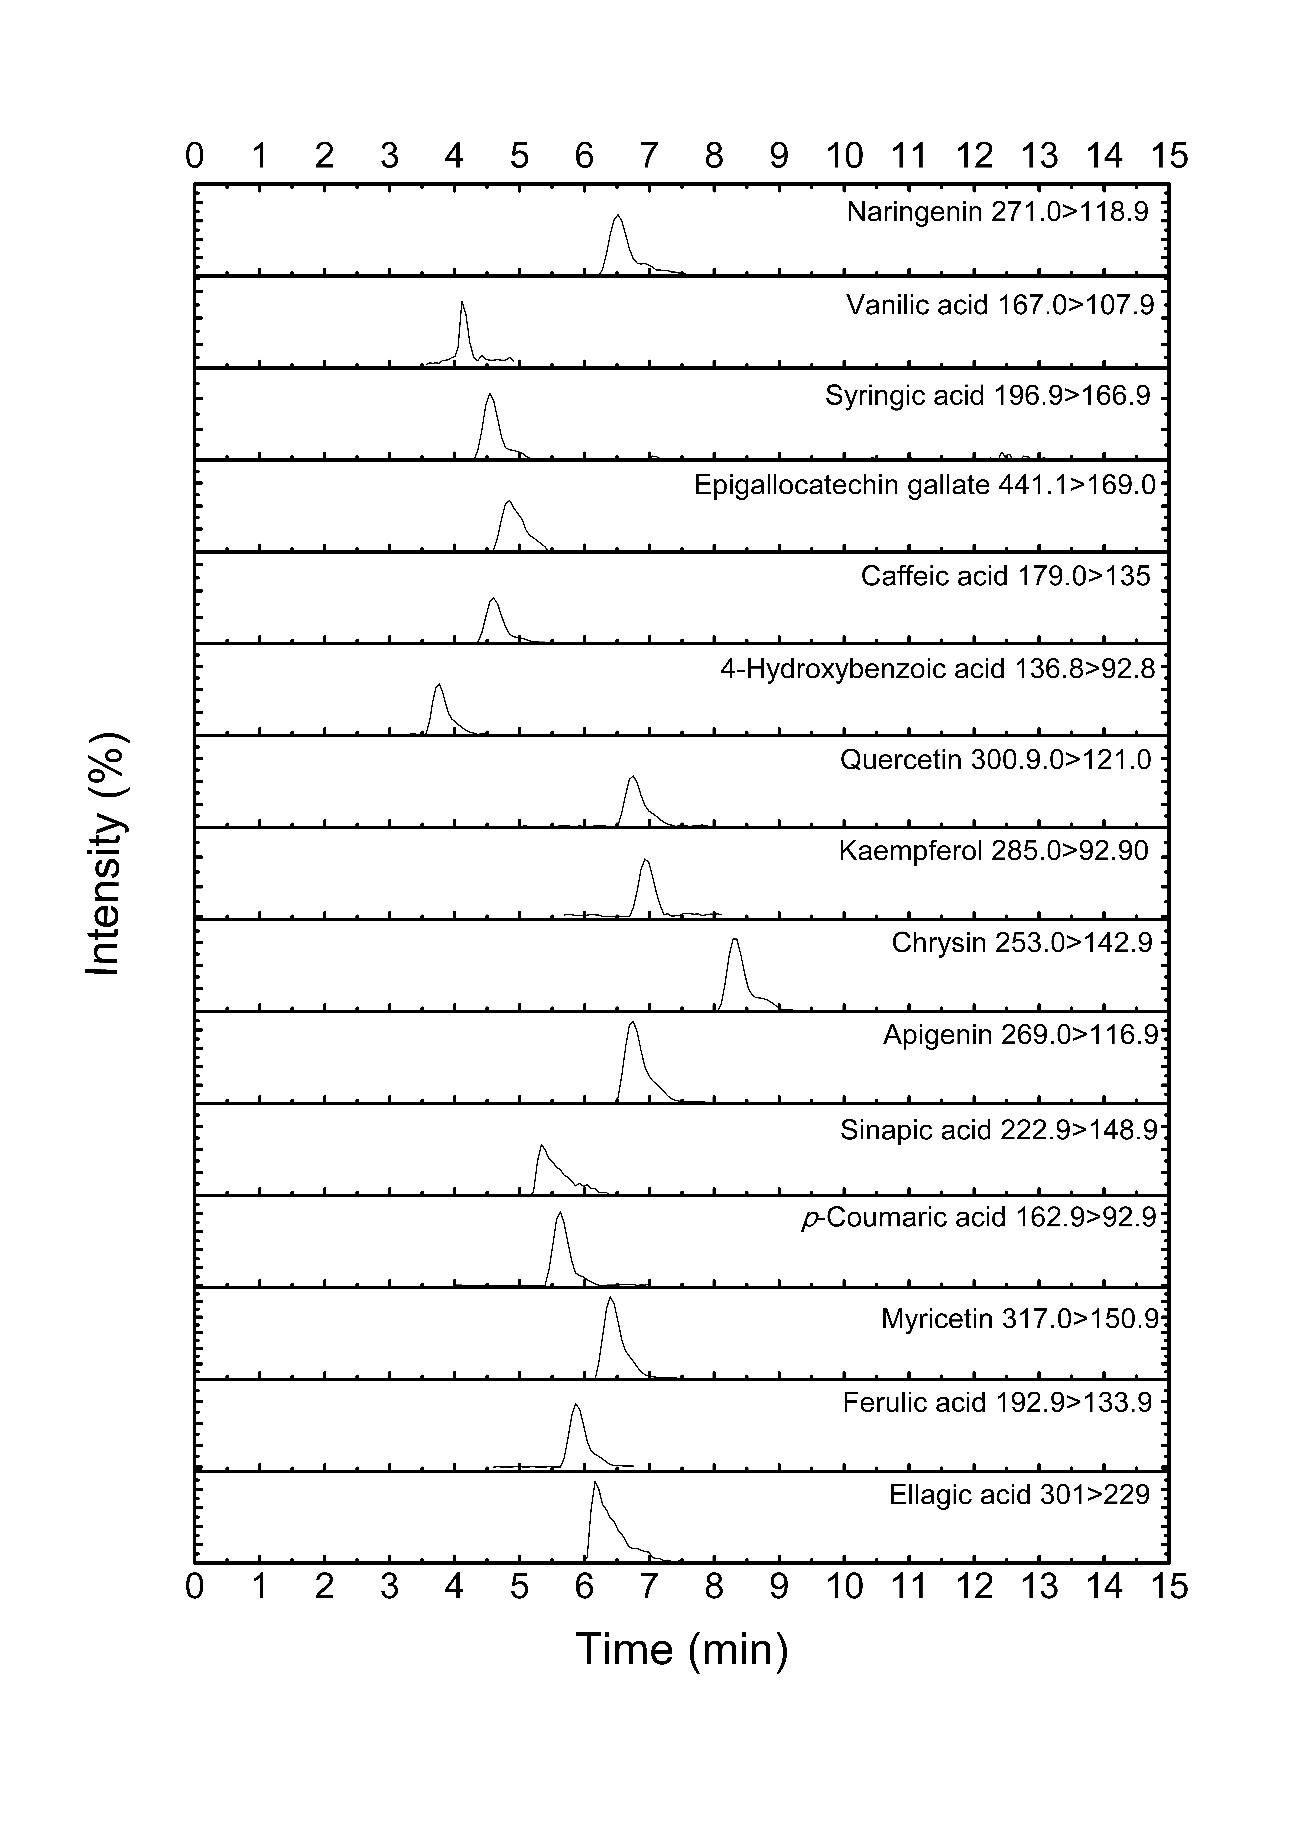 0 1 2 3 4 5 6 7 8 9 10 11 12 13 14 15
Naringenin 271.0>118.9
Vanilic acid 167.0>107.9
Syringic acid 196.9>166.9
Epigallocatechin gallate 441.1>169.0
Caffeic acid 179.0>135
4-Hydroxybenzoic acid 136.8>92.8
Quercetin 300.9.0>121.0
Kaempferol 285.0>92.90
Chrysin 253.0>142.9
Apigenin 269.0>116.9
Sinapic acid 222.9>148.9
p-Coumaric acid 162.9>92.9
Myricetin 317.0>150.9
Ferulic acid 192.9>133.9
Ellagic acid 301>229
0 1 2 3 4 5 6 7 8 9 10 11 12 13 14 15
Time (min)
Intensity (%)